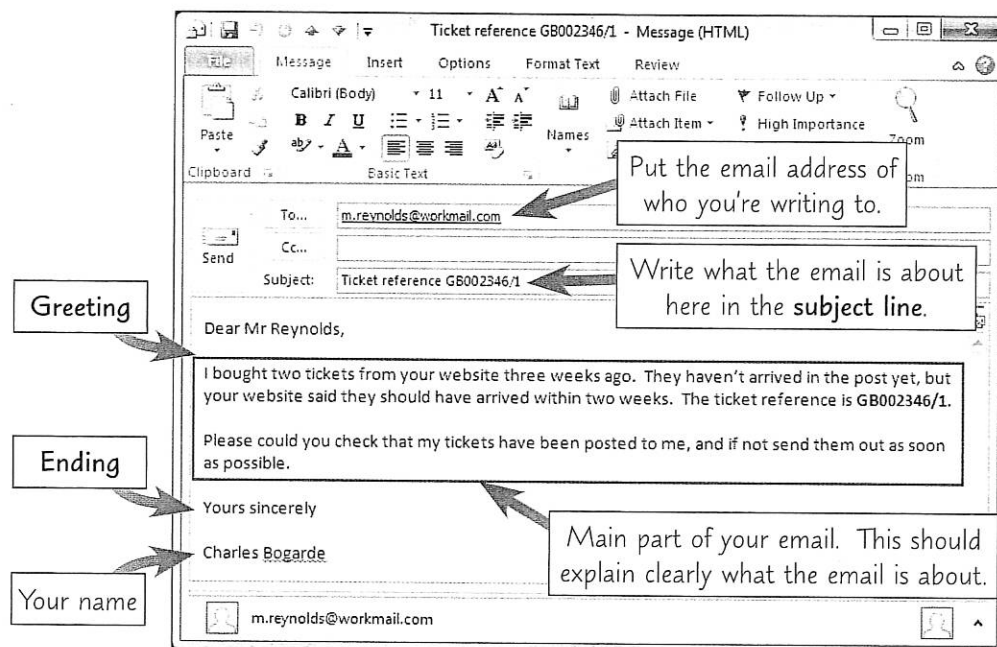 Ticket reference GB002346/1 - Message (HTML)
File Message Insert Options Format Text Review
Calibri (Body) 11 A A
Attach File Follow Up
Paste B I U Names Attach Item High Importance
Zoom
Clipboard Basic Text
Put the email address of
who you're writing to.
To... m.reynolds@workmail.com
Send Cc...
Subject: Ticket reference GB002346/1
Write what the email is about
here in the subject line.
Greeting
Dear Mr Reynolds,
I bought two tickets from your website three weeks ago. They haven't arrived in the post yet, but
your website said they should have arrived within two weeks. The ticket reference is GB002346/1.
Please could you check that my tickets have been posted to me, and if not send them out as soon
as possible.
Ending
Yours sincerely
Main part of your email. This should
explain clearly what the email is about.
Charles Bogarde
Your name
m.reynolds@workmail.com